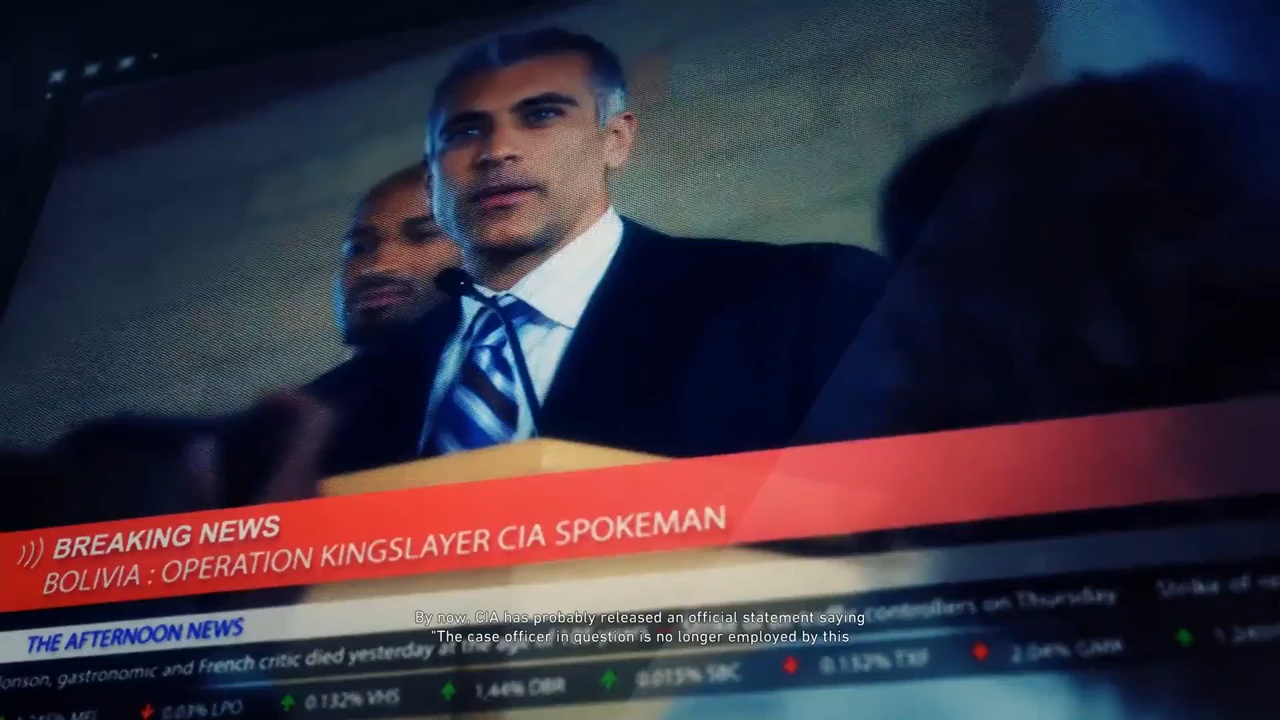 ))) BREAKING NEWS
BOLIVIA : OPERATION KINGSLAYER CIA SPOKEMAN
THE AFTERNOON NEWS
By now, CIA has probably released an official statement saying
"The case officer in question is no longer employed by this
controllers on Thursday Strike of
gastronomic and French critic died yesterday at the age of
0.03% LPO 0.132% VHS 1,44% DBR 0.015% SBC 0.132% TXF